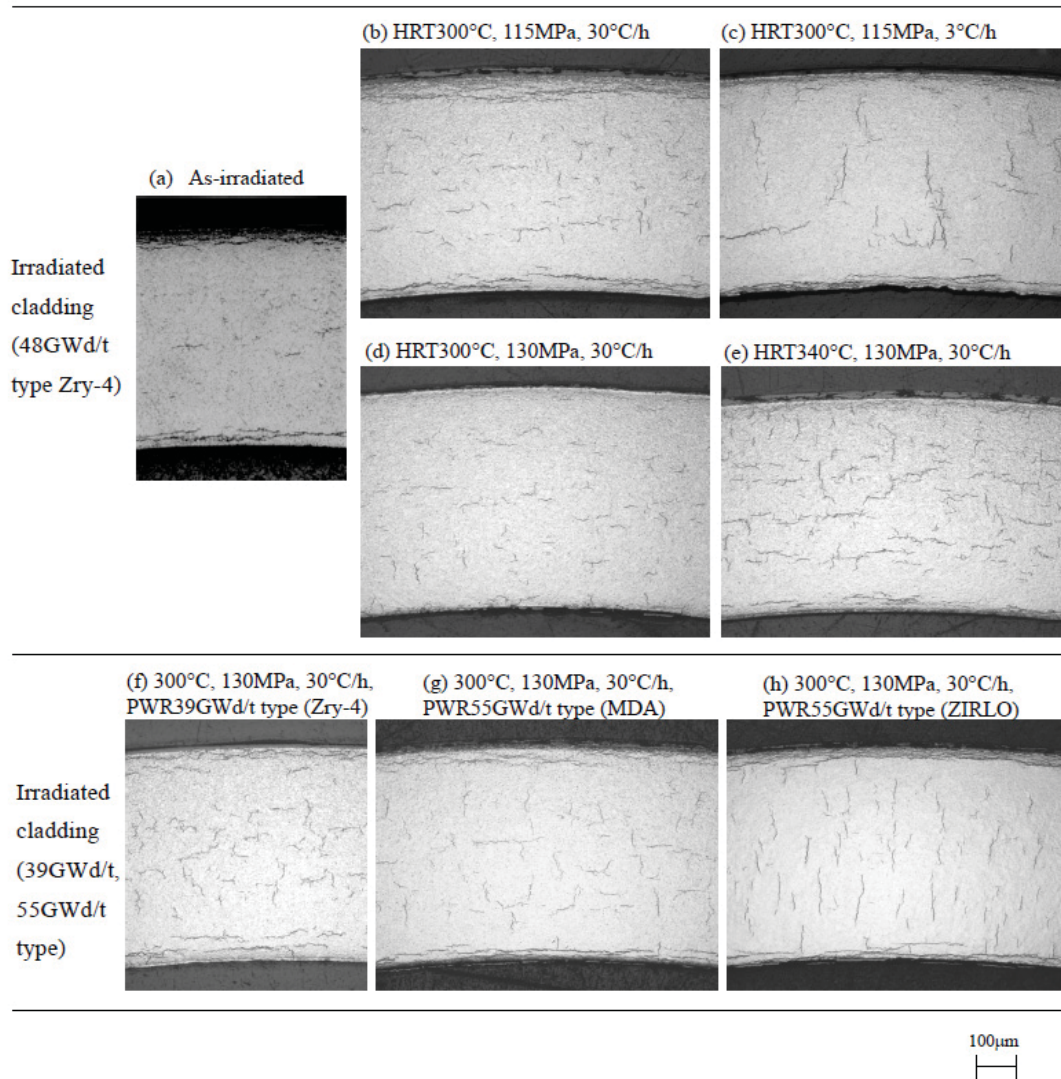 (b) HRT300°C, 115MPa, 30°C/h
(c) HRT300°C, 115MPa, 3°C/h
(a) As-irradiated
Irradiated
cladding
(48GWd/t
type Zry-4)
(d) HRT300°C, 130MPa, 30°C/h
(e) HRT340°C, 130MPa, 30°C/h
(f) 300°C, 130MPa, 30°C/h,
PWR39GWd/t type (Zry-4)
(g) 300°C, 130MPa, 30°C/h,
PWR55GWd/t type (MDA)
(h) 300°C, 130MPa, 30°C/h,
PWR55GWd/t type (ZIRLO)
Irradiated
cladding
(39GWd/t,
55GWd/t
type)
100μm